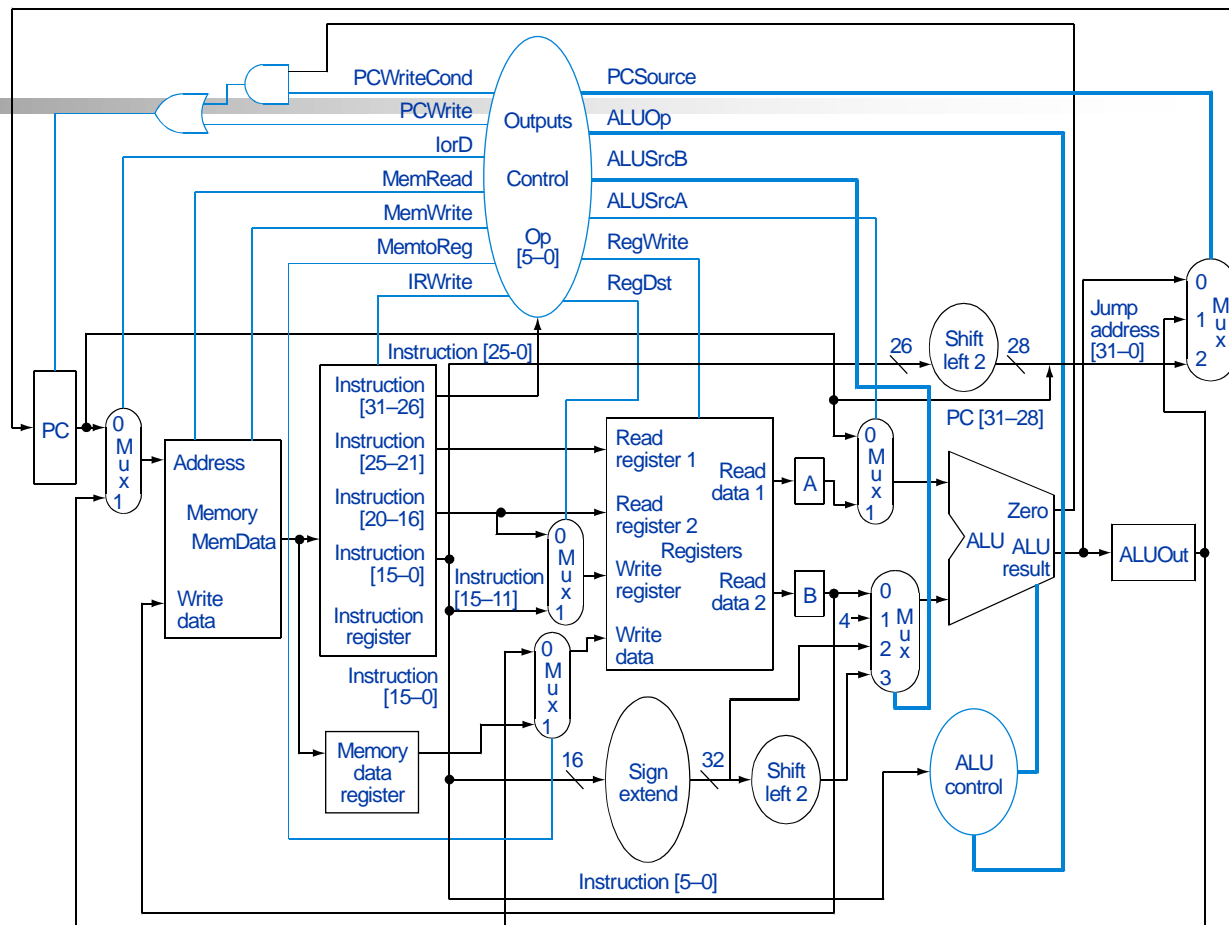 PCWriteCond
PCWrite
IorD
MemRead
MemWrite
MemtoReg
IRWrite
Outputs
Control
Op
[5–0]
PCSource
ALUOp
ALUSrcB
ALUSrcA
RegWrite
RegDst
Instruction [25-0]
26
Shift
left 2
28
Jump
address
[31–0]
0
1
2
M
u
x
PC [31–28]
PC
0
M
u
x
1
Address
Memory
MemData
Write
data
Instruction
[31–26]
Instruction
[25–21]
Instruction
[20–16]
Instruction
[15–0]
Instruction
register
Instruction
[15–11]
0
M
u
x
1
Instruction
[15–0]
0
M
u
x
1
Memory
data
register
Read
register 1
Read
register 2
Registers
Write
register
Write
data
Read
data 1
Read
data 2
A
B
0
M
u
x
1
4
0
1
2
3
M
u
x
Zero
ALU
ALU
result
ALUOut
16
Sign
extend
32
Shift
left 2
ALU
control
Instruction [5–0]